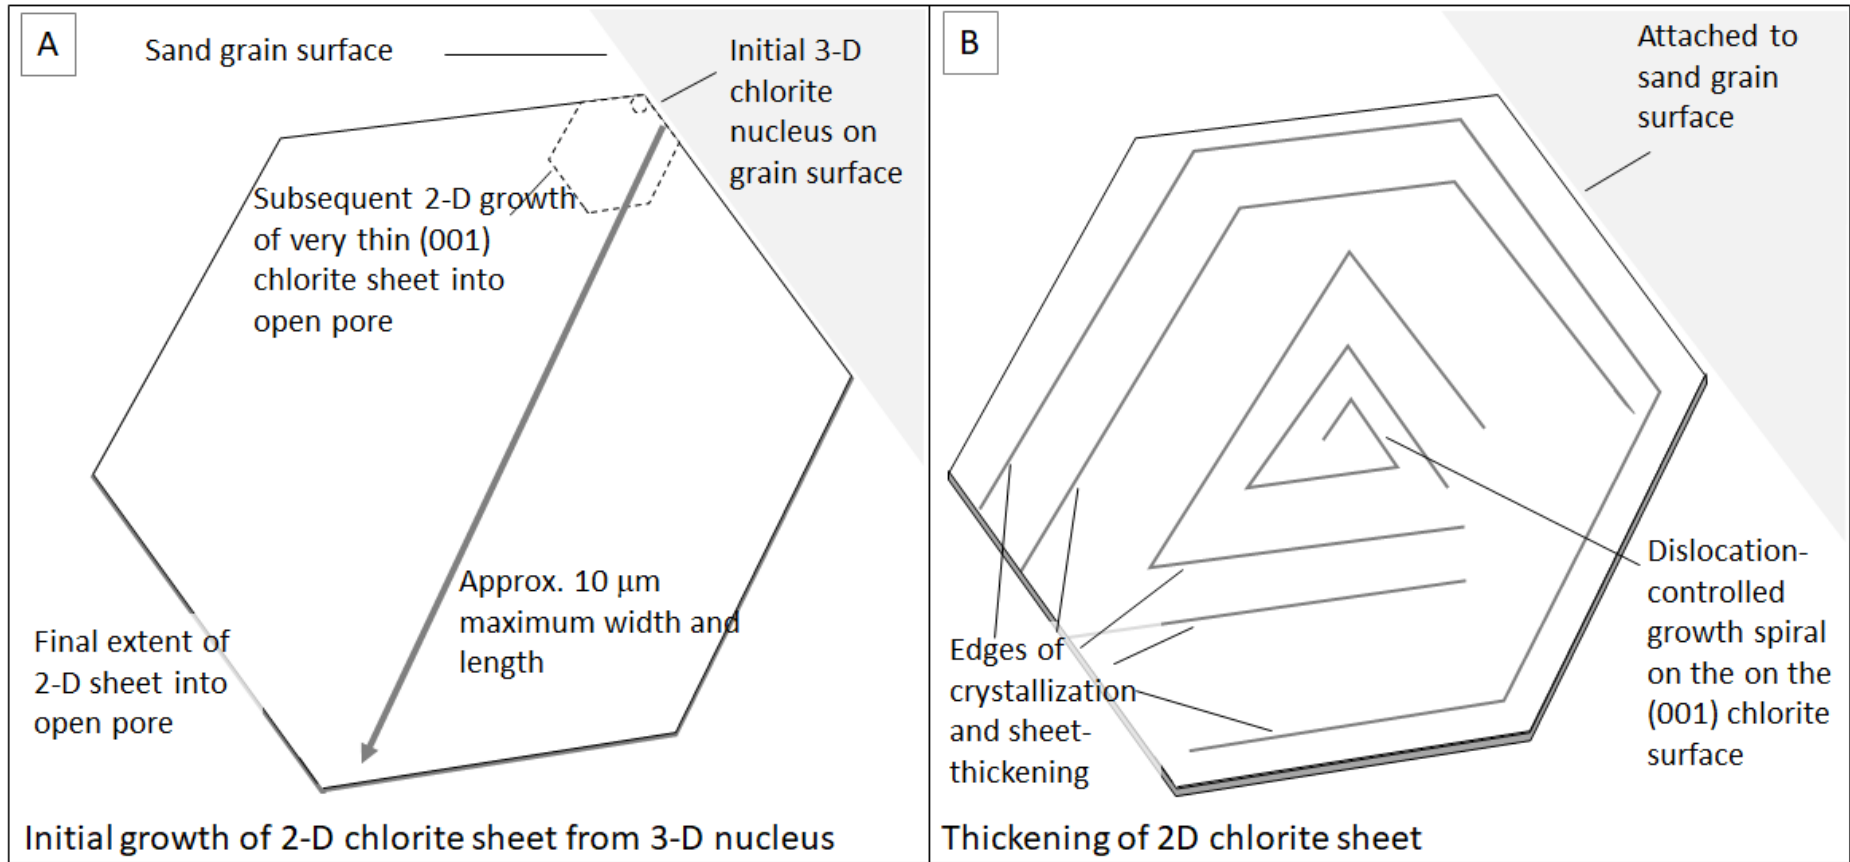 A
Sand grain surface
Initial 3-D
chlorite
nucleus on
grain surface
Subsequent 2-D growth
of very thin (001)
chlorite sheet into
open pore
Approx. 10 μm
maximum width and
length
Final extent of
2-D sheet into
open pore
Initial growth of 2-D chlorite sheet from 3-D nucleus
B
Attached to
sand grain
surface
Dislocation-
controlled
growth spiral
on the on the
(001) chlorite
surface
Edges of
crystallization
and sheet-
thickening
Thickening of 2D chlorite sheet